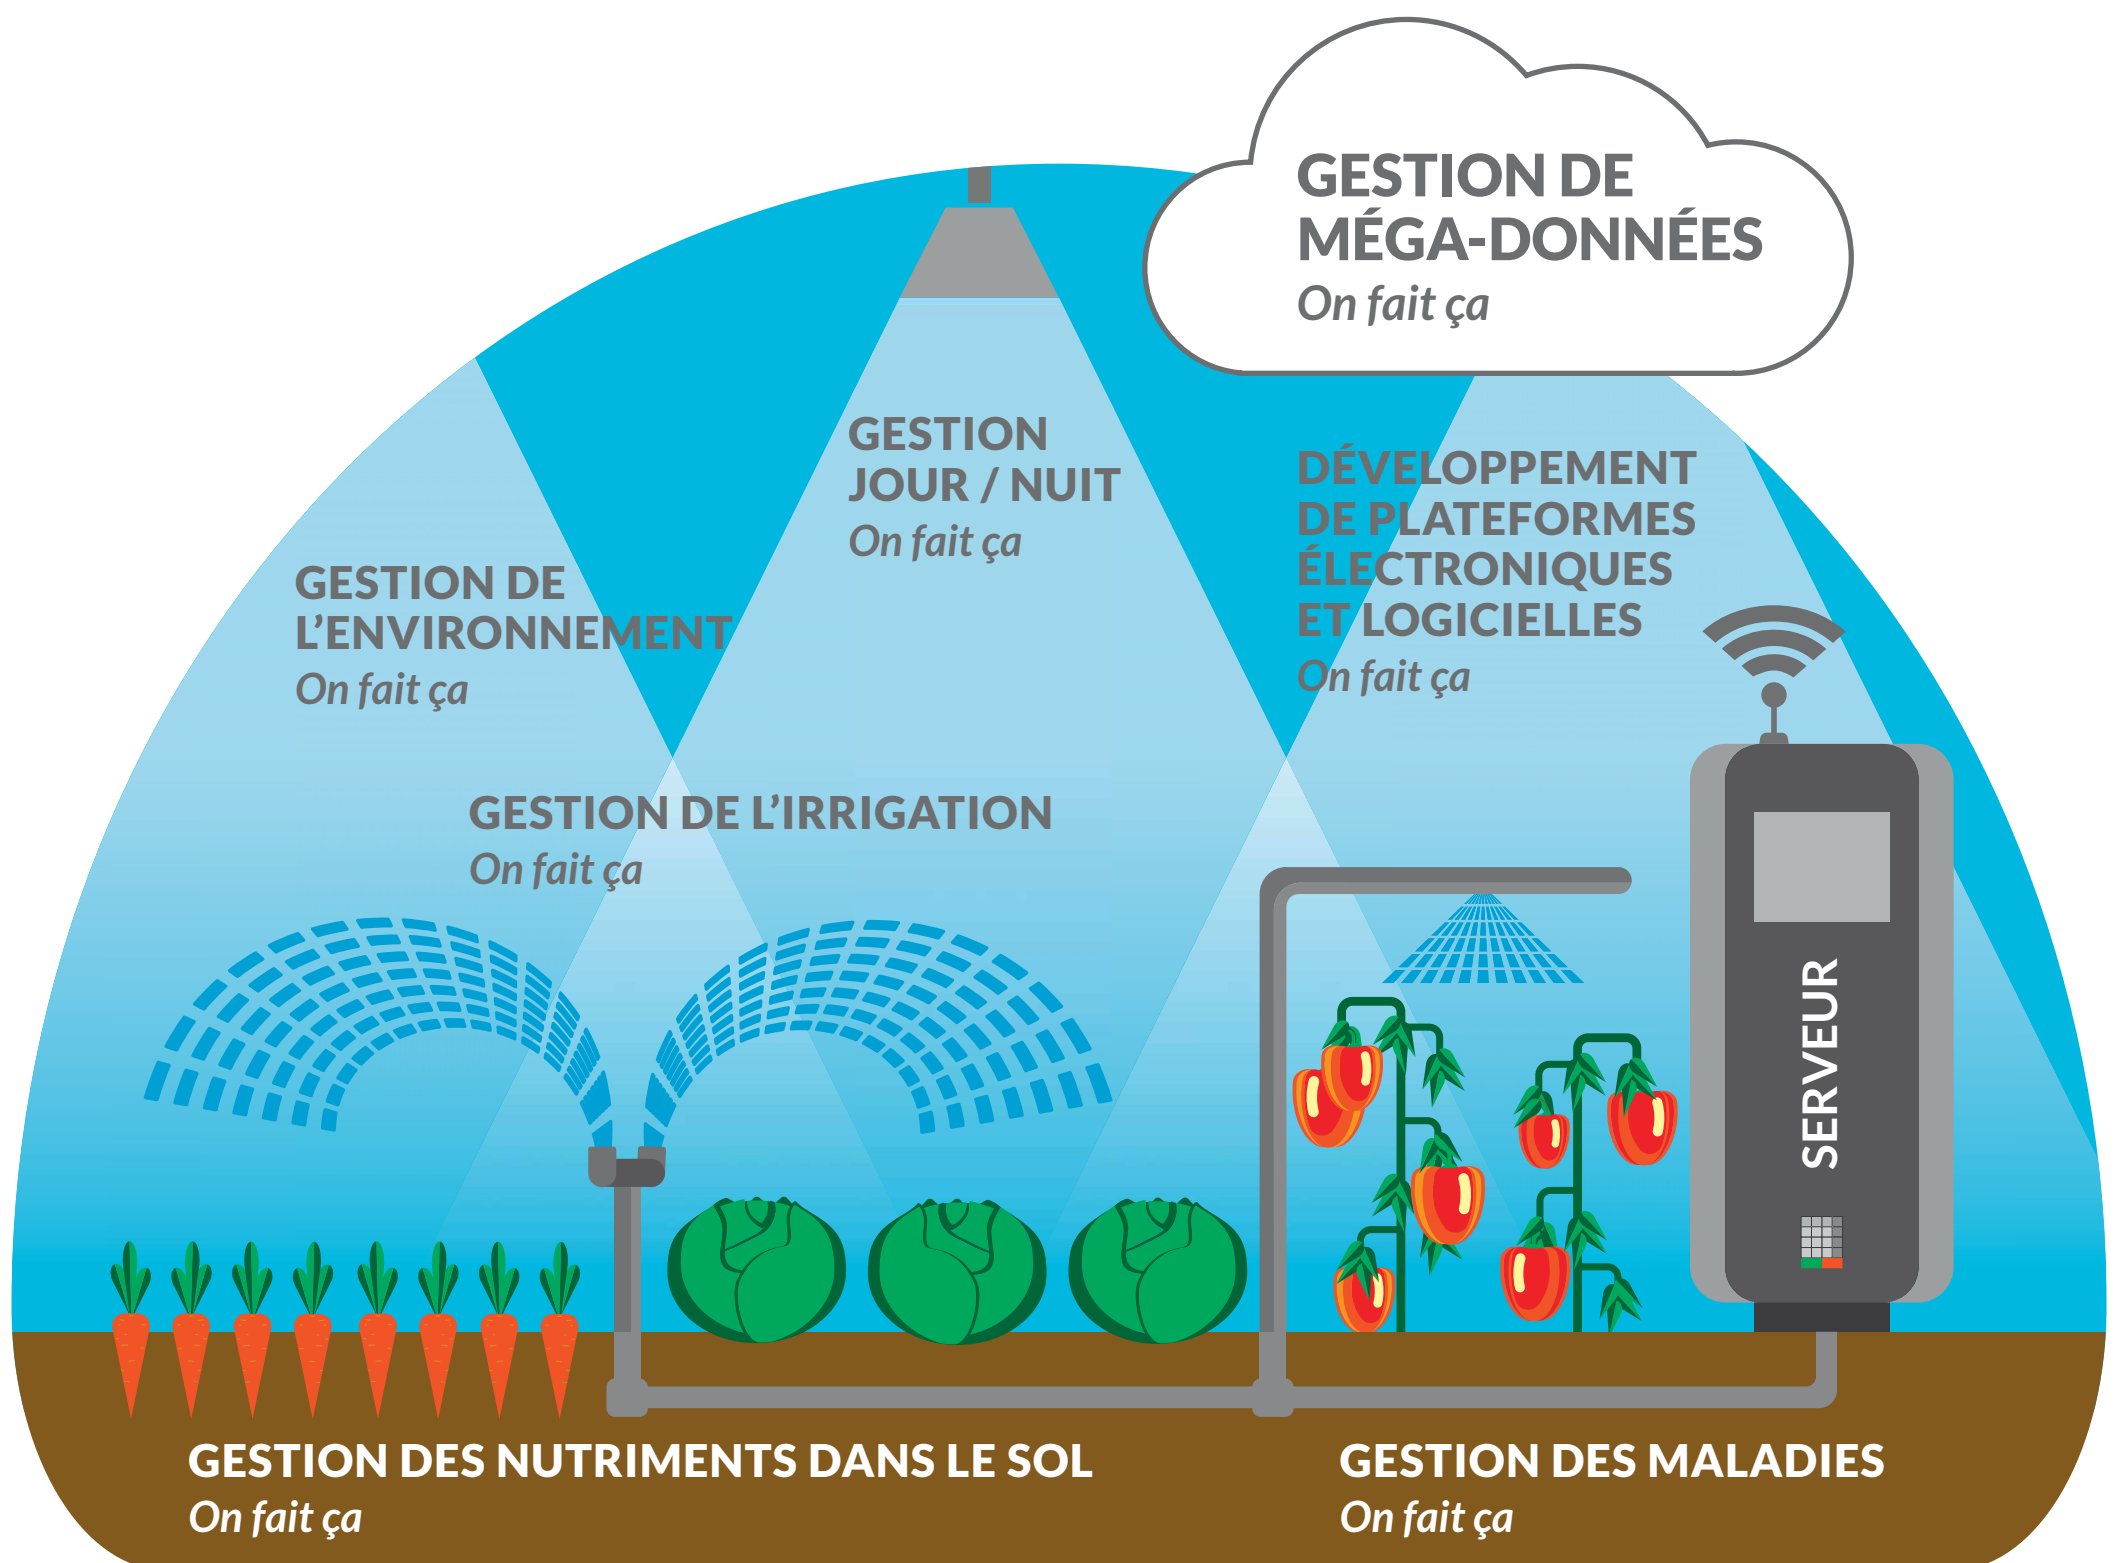 GESTION DE
MÉGA-DONNÉES
On fait ça
GESTION
JOUR / NUIT
On fait ça
DÉVELOPPEMENT
DE PLATEFORMES
ÉLECTRONIQUES
ET LOGICIELLES
On fait ça
GESTION DE
L’ENVIRONNEMENT
On fait ça
GESTION DE L’IRRIGATION
On fait ça
SERVEUR
GESTION DES NUTRIMENTS DANS LE SOL
On fait ça
GESTION DES MALADIES
On fait ça